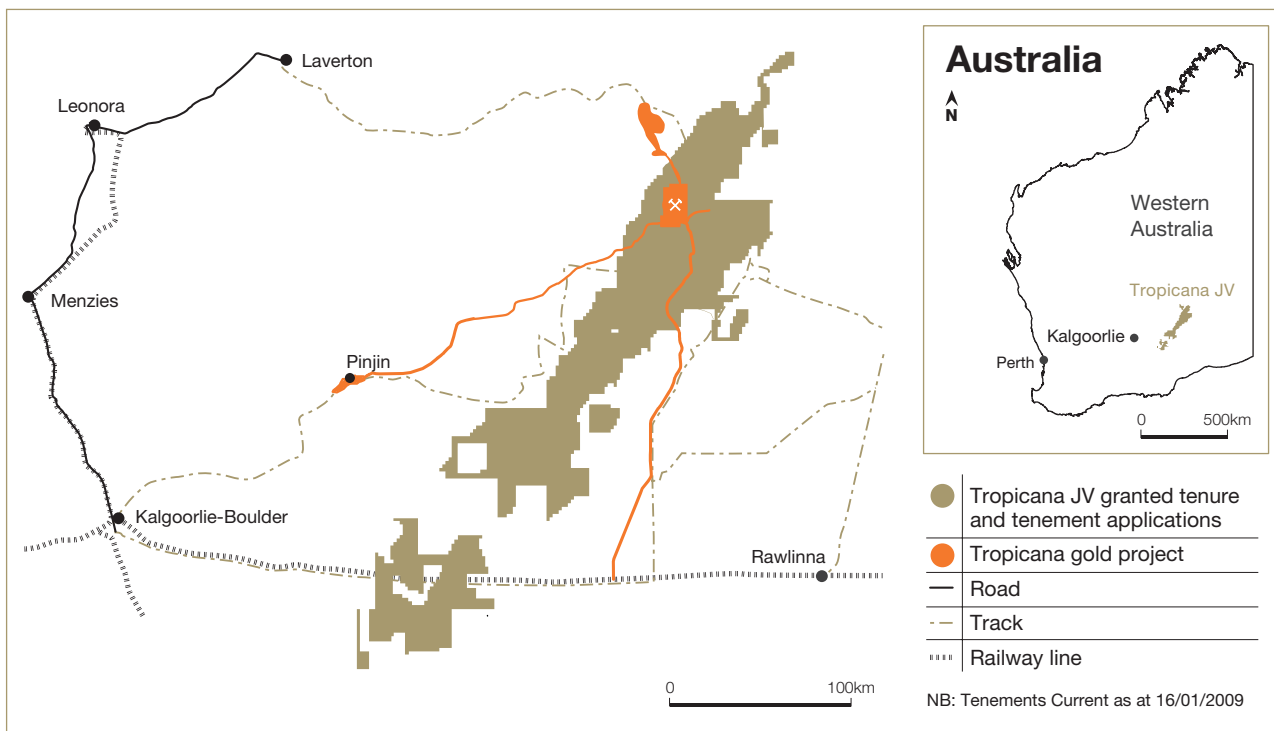 Laverton
Leonora
Menzies
Pinjin
Kalgoorlie-Boulder
Rawlinna
0 100km
Australia
N
Western
Australia
Tropicana JV
Kalgoorlie
Perth
0 500km
Tropicana JV granted tenure
and tenement applications
Tropicana gold project
Road
Track
Railway line
NB: Tenements Current as at 16/01/2009